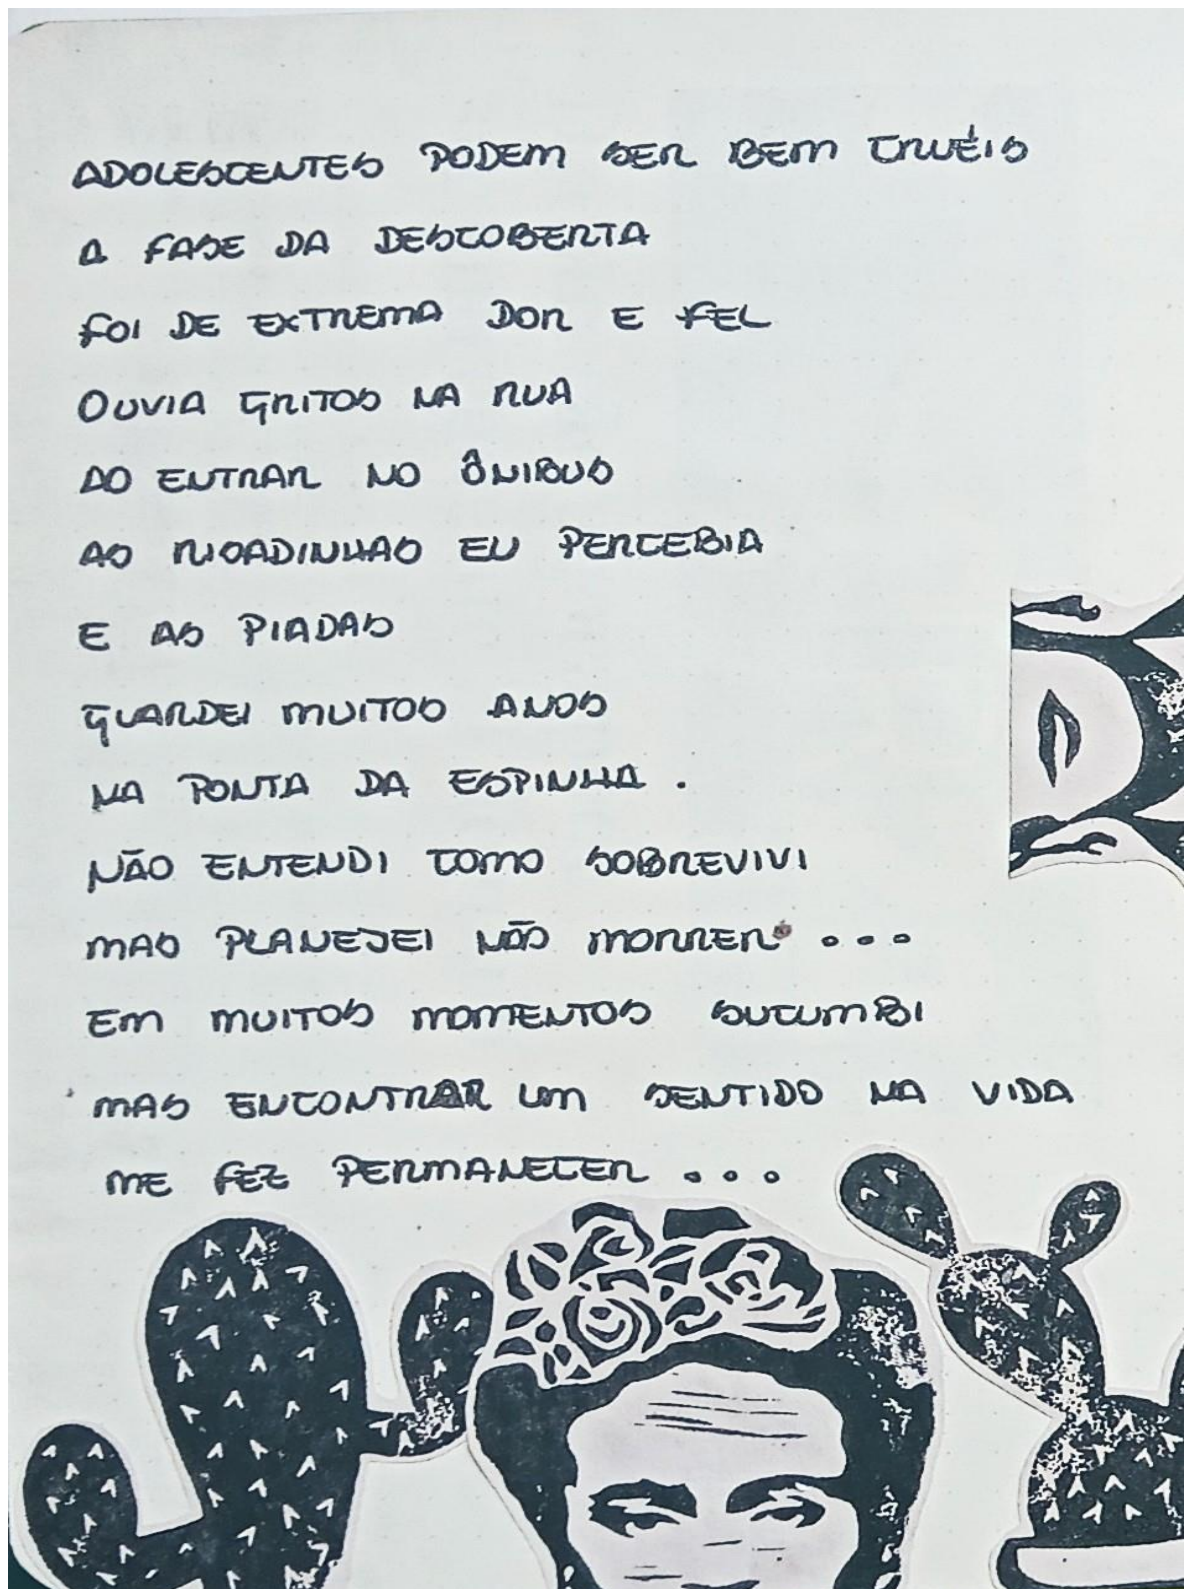 ADOLESCENTES PODEM SER BEM CRUÉIS
A FASE DA DESCOBERTA
FOI DE EXTREMA DOR E FEL
OUVIA GRITOS NA RUA
AO ENTRAR NO ÔNIBUS
AS RISADINHAS EU PERCEBIA
E AS PIADAS
GUARDEI MUITOS ANOS
NA PONTA DA ESPINHA.
NÃO ENTENDI COMO SOBREVIVI
MAS PLANEJEI NÃO MORRER...
EM MUITOS MOMENTOS SUCUMBI
MAS ENCONTRAR UM SENTIDO NA VIDA
ME FEZ PERMANECER...